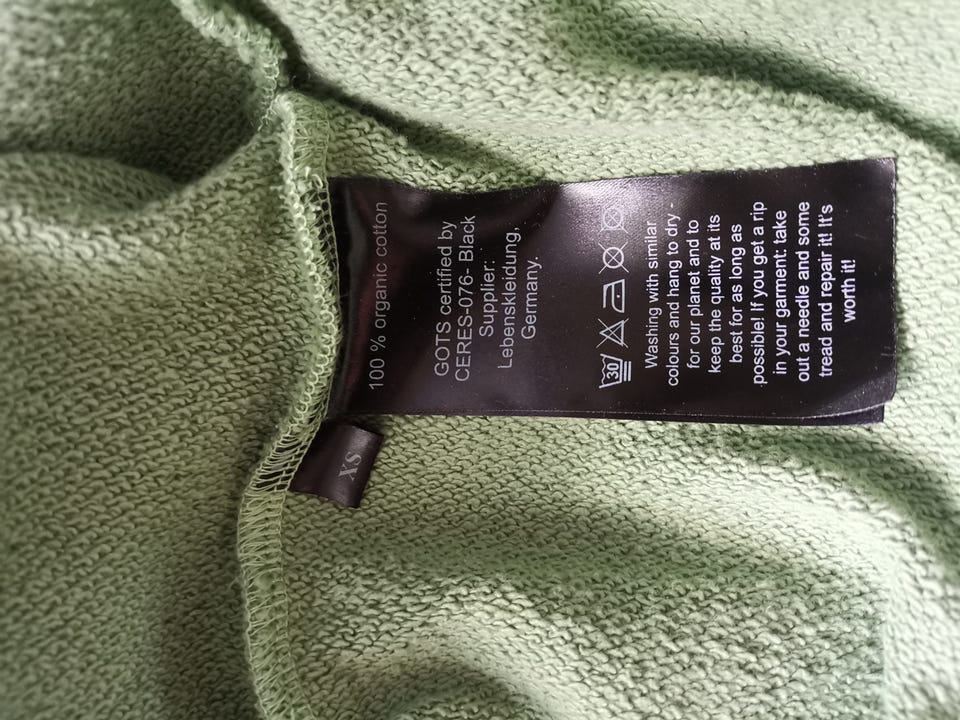 100 % organic cotton
GOTS certified by
CERES-076- Black
Supplier:
Lebenskleidung,
Germany.
30
Washing with similar
colours and hang to dry -
for our planet and to
keep the quality at its
best for as long as
possible! If you get a rip
in your garment: take
out a needle and some
tread and repair it! It's
worth it!
XS